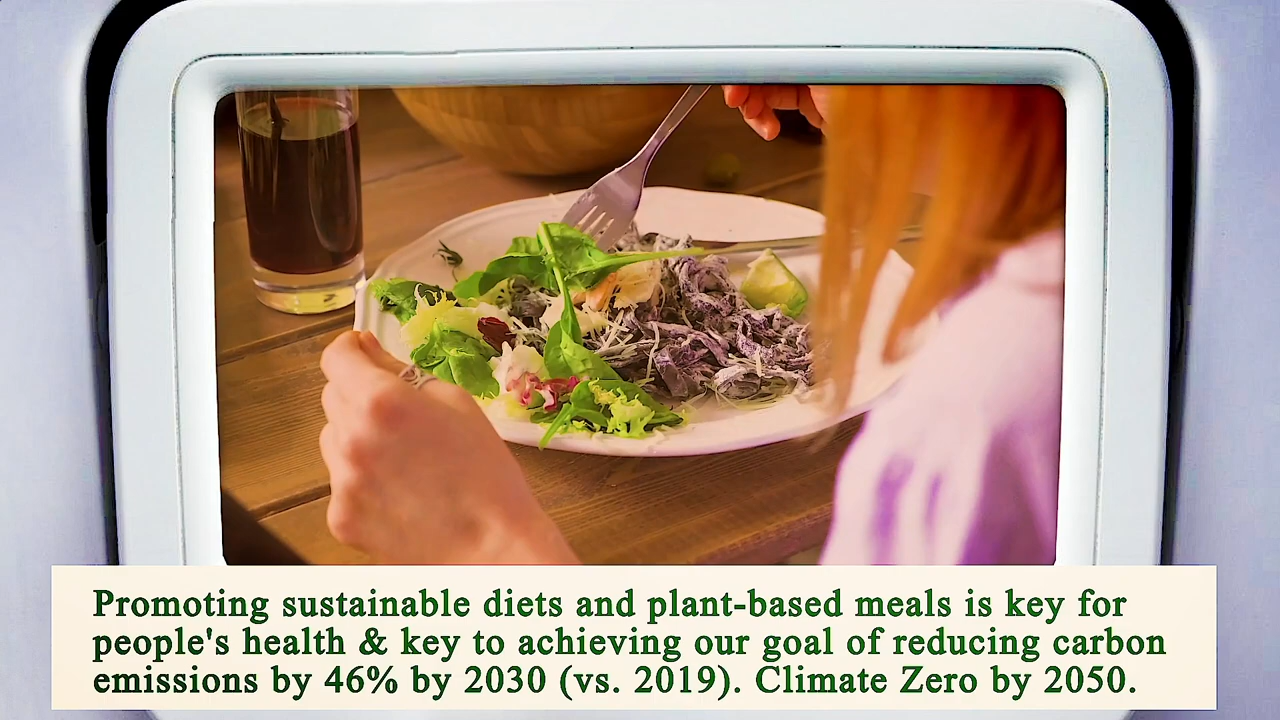 Promoting sustainable diets and plant-based meals is key for
people's health & key to achieving our goal of reducing carbon
emissions by 46% by 2030 (vs. 2019). Climate Zero by 2050.